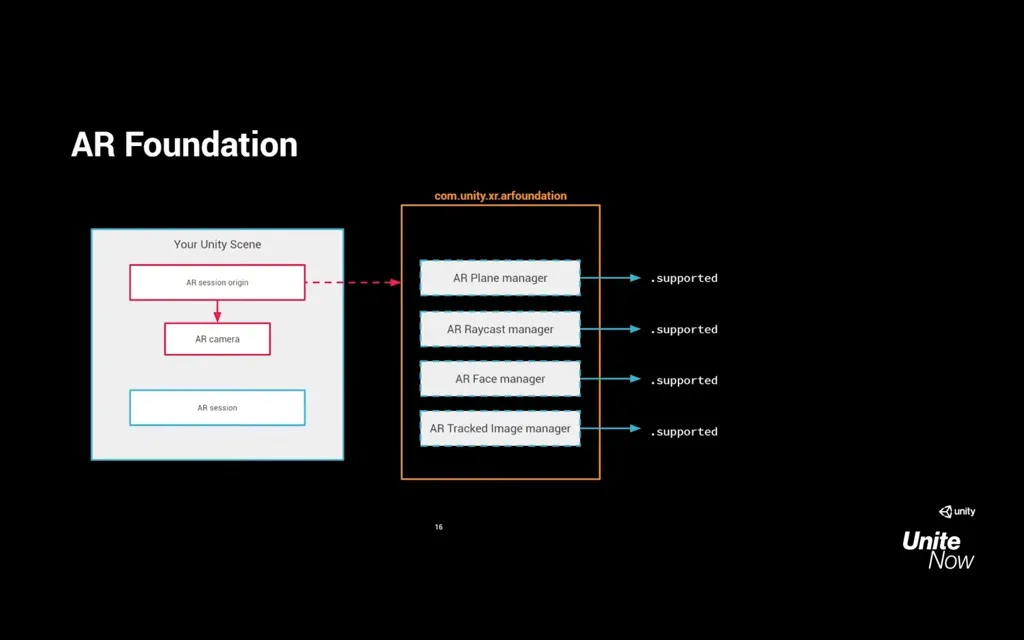 AR Foundation
com.unity.xr.arfoundation
Your Unity Scene
AR session origin
AR camera
AR session
AR Plane manager
.supported
AR Raycast manager
.supported
AR Face manager
.supported
AR Tracked Image manager
.supported
16
unity
Unite
Now